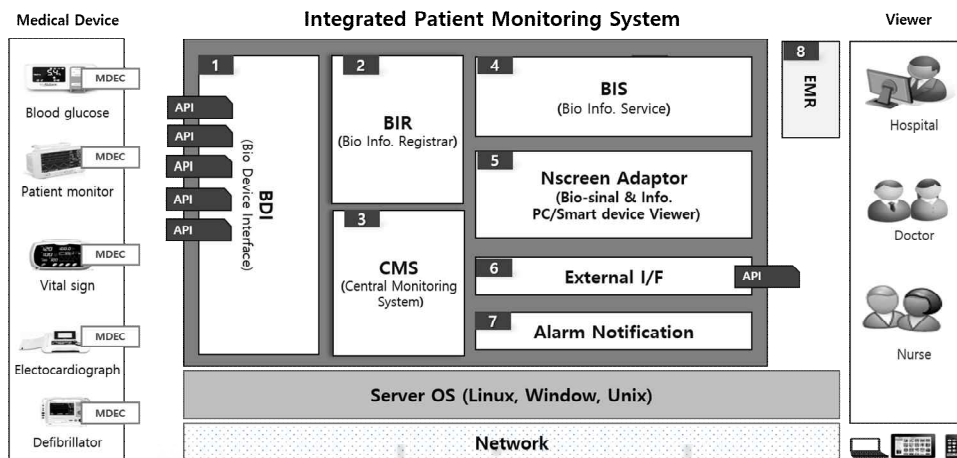 Medical Device
Integrated Patient Monitoring System
Viewer
MDEC
Blood glucose
MDEC
Patient monitor
MDEC
Vital sign
MDEC
Electocardiograph
MDEC
Defibrillator
1
API
API
API
API
API
BDI
(Bio Device Interface)
2
BIR
(Bio Info. Registrar)
3
CMS
(Central Monitoring
System)
4
BIS
(Bio Info. Service)
5
Nscreen Adaptor
(Bio-sinal & Info.
PC/Smart device Viewer)
6
External I/F
API
7
Alarm Notification
8
EMR
Hospital
Doctor
Nurse
Server OS (Linux, Window, Unix)
Network